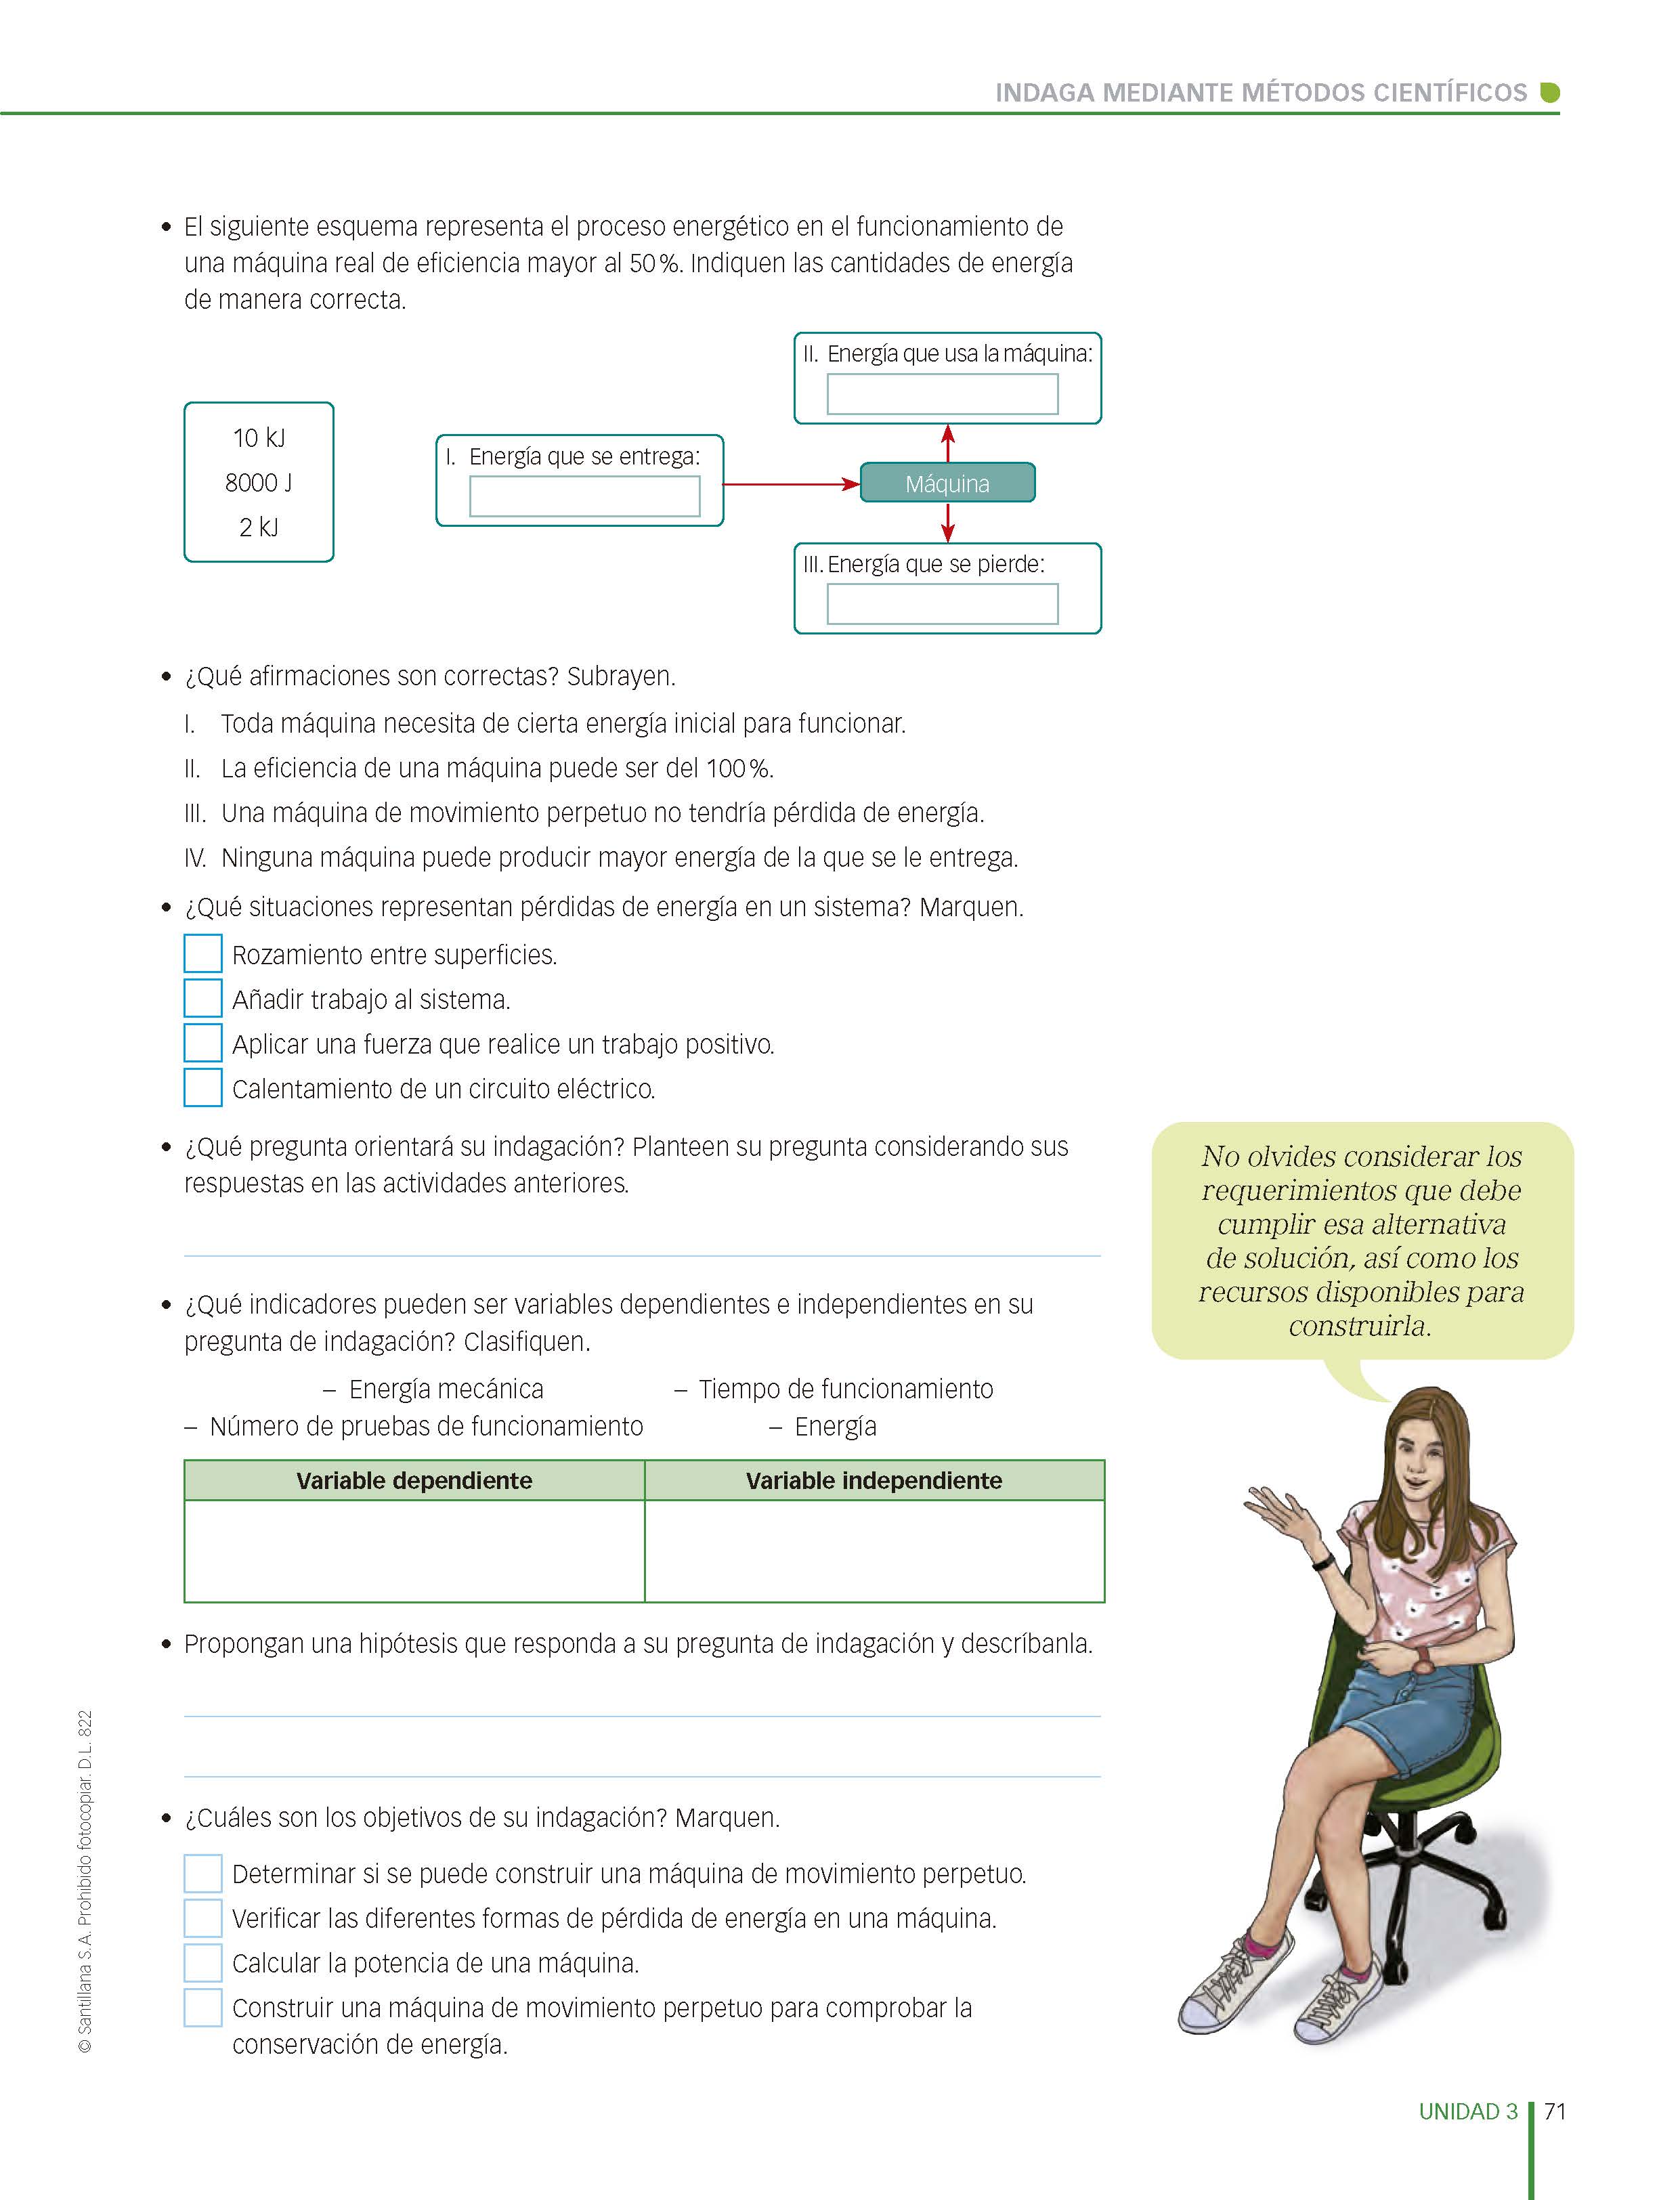 INDAGA MEDIANTE MÉTODOS CIENTÍFICOS
• El siguiente esquema representa el proceso energético en el funcionamiento de
una máquina real de eficiencia mayor al 50 %. Indiquen las cantidades de energía
de manera correcta.
10 kJ
8000 J
2 kJ
I. Energía que se entrega:
II. Energía que usa la máquina:
Máquina
III. Energía que se pierde:
• ¿Qué afirmaciones son correctas? Subrayen.
I. Toda máquina necesita de cierta energía inicial para funcionar.
II. La eficiencia de una máquina puede ser del 100 %.
III. Una máquina de movimiento perpetuo no tendría pérdida de energía.
IV. Ninguna máquina puede producir mayor energía de la que se le entrega.
• ¿Qué situaciones representan pérdidas de energía en un sistema? Marquen.
Rozamiento entre superficies.
Añadir trabajo al sistema.
Aplicar una fuerza que realice un trabajo positivo.
Calentamiento de un circuito eléctrico.
• ¿Qué pregunta orientará su indagación? Planteen su pregunta considerando sus
respuestas en las actividades anteriores.
No olvides considerar los
requerimientos que debe
cumplir esa alternativa
de solución, así como los
recursos disponibles para
construirla.
• ¿Qué indicadores pueden ser variables dependientes e independientes en su
pregunta de indagación? Clasifiquen.
– Energía mecánica – Tiempo de funcionamiento
– Número de pruebas de funcionamiento – Energía
Variable dependiente Variable independiente
• Propongan una hipótesis que responda a su pregunta de indagación y descríbanla.
• ¿Cuáles son los objetivos de su indagación? Marquen.
Determinar si se puede construir una máquina de movimiento perpetuo.
Verificar las diferentes formas de pérdida de energía en una máquina.
Calcular la potencia de una máquina.
Construir una máquina de movimiento perpetuo para comprobar la
conservación de energía.
© Santillana S.A. Prohibido fotocopiar. D.L. 822
UNIDAD 3 71